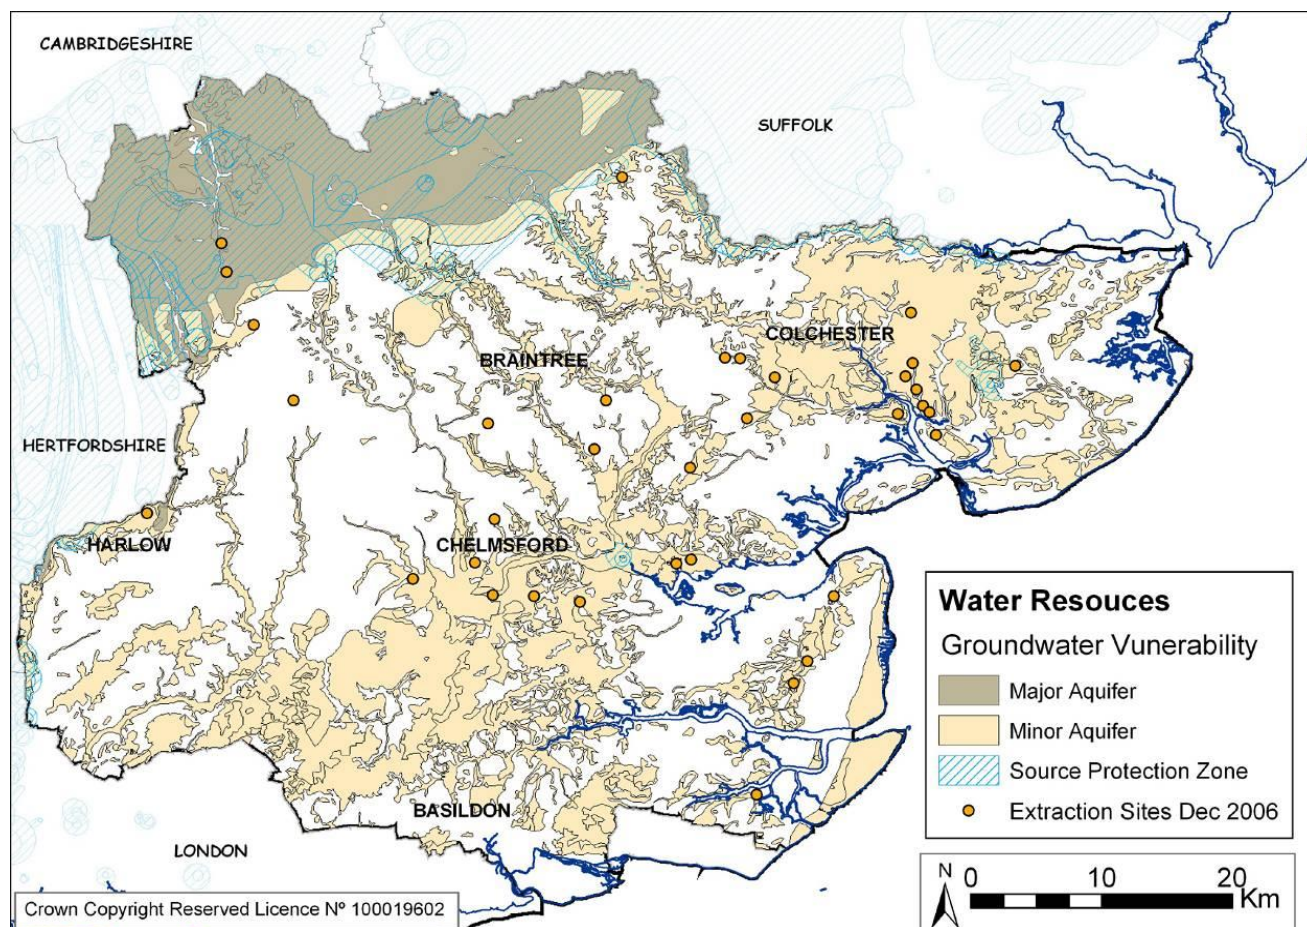 CAMBRIDGESHIRE
SUFFOLK
COLCHESTER
BRAINTREE
HERTFORDSHIRE
HARLOW
CHELMSFORD
BASILDON
LONDON
Water Resouces
Groundwater Vunerability
Major Aquifer
Minor Aquifer
Source Protection Zone
Extraction Sites Dec 2006
N
0 10 20
Km
Crown Copyright Reserved Licence Nº 100019602